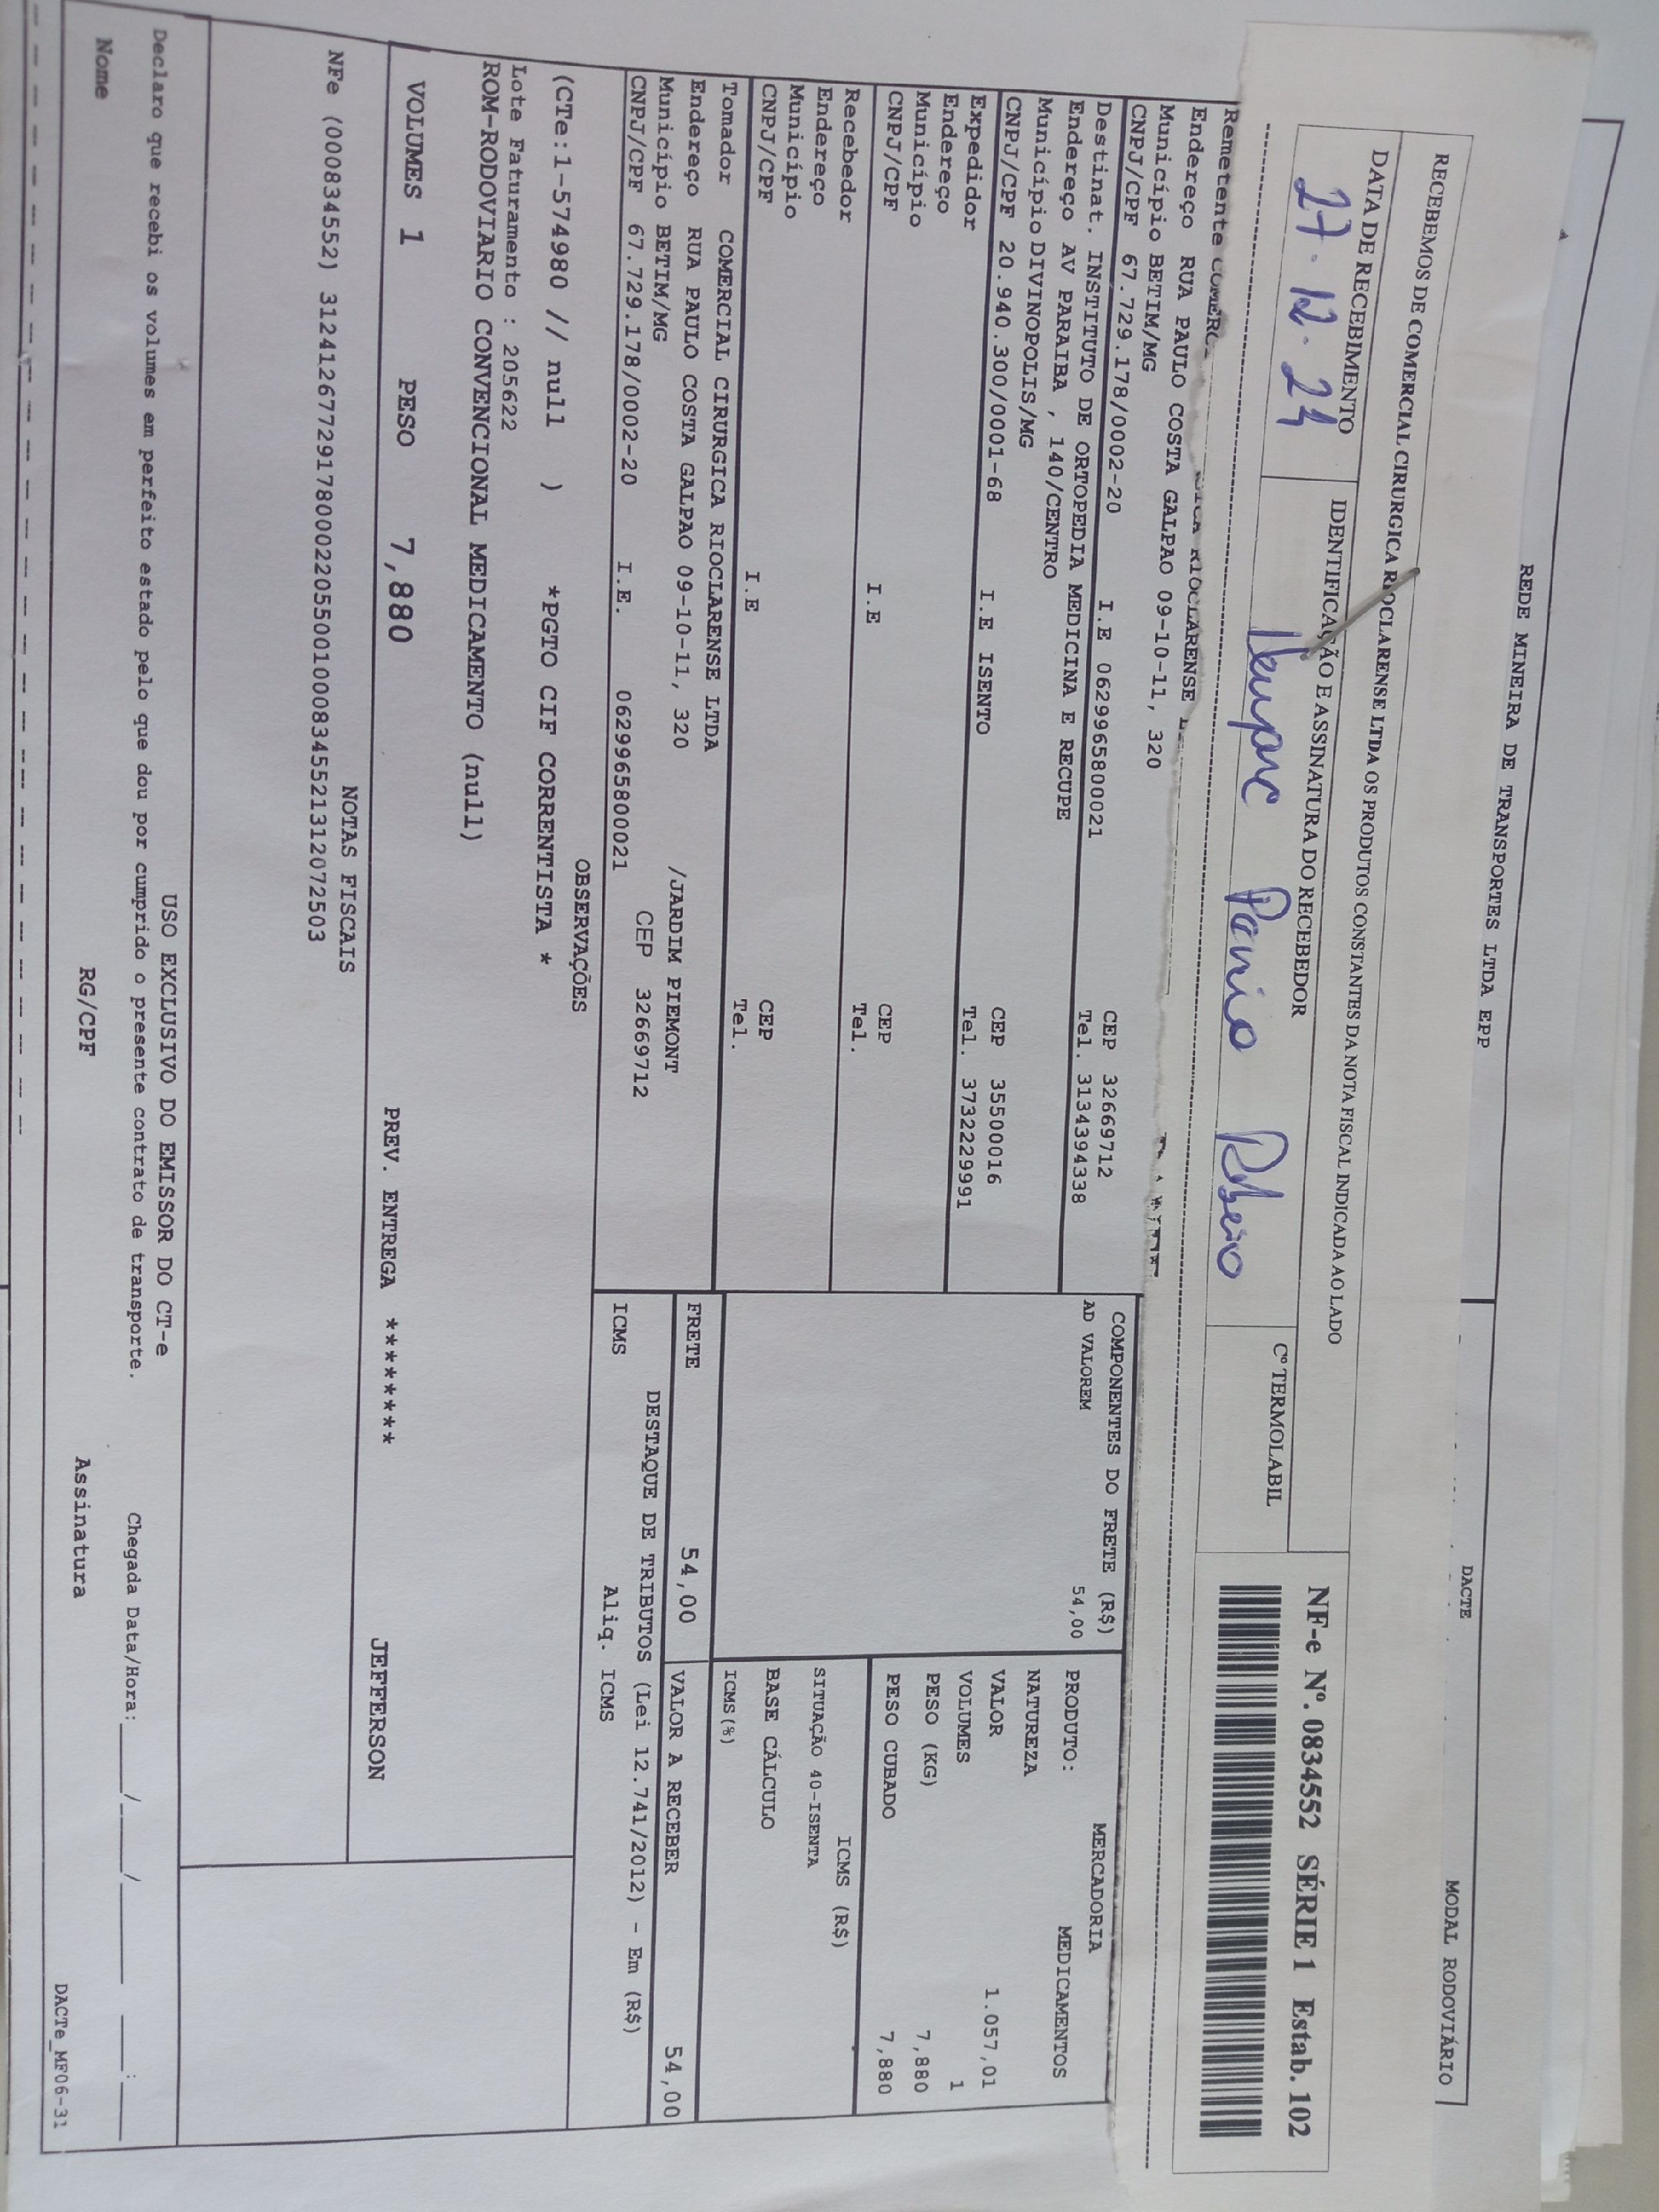 REDE MINEIRA DE TRANSPORTES LTDA EPP
DACTE
MODAL RODOVIÁRIO
RECEBEMOS DE COMERCIAL CIRURGICA RIOCLARENSE LTDA OS PRODUTOS CONSTANTES DA NOTA FISCAL INDICADA AO LADO
DATA DE RECEBIMENTO
IDENTIFICAÇÃO E ASSINATURA DO RECEBEDOR
Cº TERMOLABIL
NF-e Nº. 0834552 SÉRIE 1 Estab. 102
27.12.24
Ribeiro
Remetente COMERC RIOCLARENSE
Endereço RUA PAULO COSTA GALPAO 09-10-11, 320
Município BETIM/MG
CEP 32669712
CNPJ/CPF 67.729.178/0002-20 I.E 0629965800021 Tel. 3134394338
Destinat. INSTITUTO DE ORTOPEDIA MEDICINA E RECUPE
Endereço AV PARAIBA , 140/CENTRO
Município DIVINOPOLIS/MG CEP 35500016
CNPJ/CPF 20.940.300/0001-68 I.E ISENTO Tel. 3732229991
Expedidor
Endereço
Município CEP
CNPJ/CPF I.E Tel.
Recebedor
Endereço
Município CEP
CNPJ/CPF I.E Tel.
Tomador COMERCIAL CIRURGICA RIOCLARENSE LTDA
Endereço RUA PAULO COSTA GALPAO 09-10-11, 320 /JARDIM PIEMONT
Município BETIM/MG CEP 32669712
CNPJ/CPF 67.729.178/0002-20 I.E. 0629965800021
COMPONENTES DO FRETE (R$)
AD VALOREM 54,00
MERCADORIA
PRODUTO: MEDICAMENTOS
NATUREZA
VALOR 1.057,01
VOLUMES 1
PESO (KG) 7,880
PESO CUBADO 7,880
ICMS (R$)
SITUAÇÃO 40-ISENTA
BASE CÁLCULO
ICMS(%)
FRETE 54,00 VALOR A RECEBER 54,00
DESTAQUE DE TRIBUTOS (Lei 12.741/2012) - Em (R$)
ICMS Aliq. ICMS
OBSERVAÇÕES
(CTe:1-574980 // null ) *PGTO CIF CORRENTISTA *
Lote Faturamento : 205622
ROM-RODOVIARIO CONVENCIONAL MEDICAMENTO (null)
VOLUMES 1 PESO 7,880 PREV. ENTREGA ******** JEFFERSON
NOTAS FISCAIS
NFe (000834552) 31241267729178000220550010008345521312072503
USO EXCLUSIVO DO EMISSOR DO CT-e
Declaro que recebi os volumes em perfeito estado pelo que dou por cumprido o presente contrato de transporte. Chegada Data/Hora:____/____/______ ___:___
Nome RG/CPF Assinatura
DACTe_MF06-31